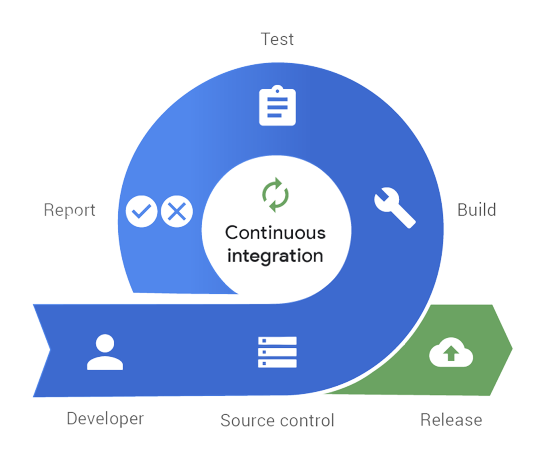 Test
Report
Continuous
integration
Build
Developer
Source control
Release